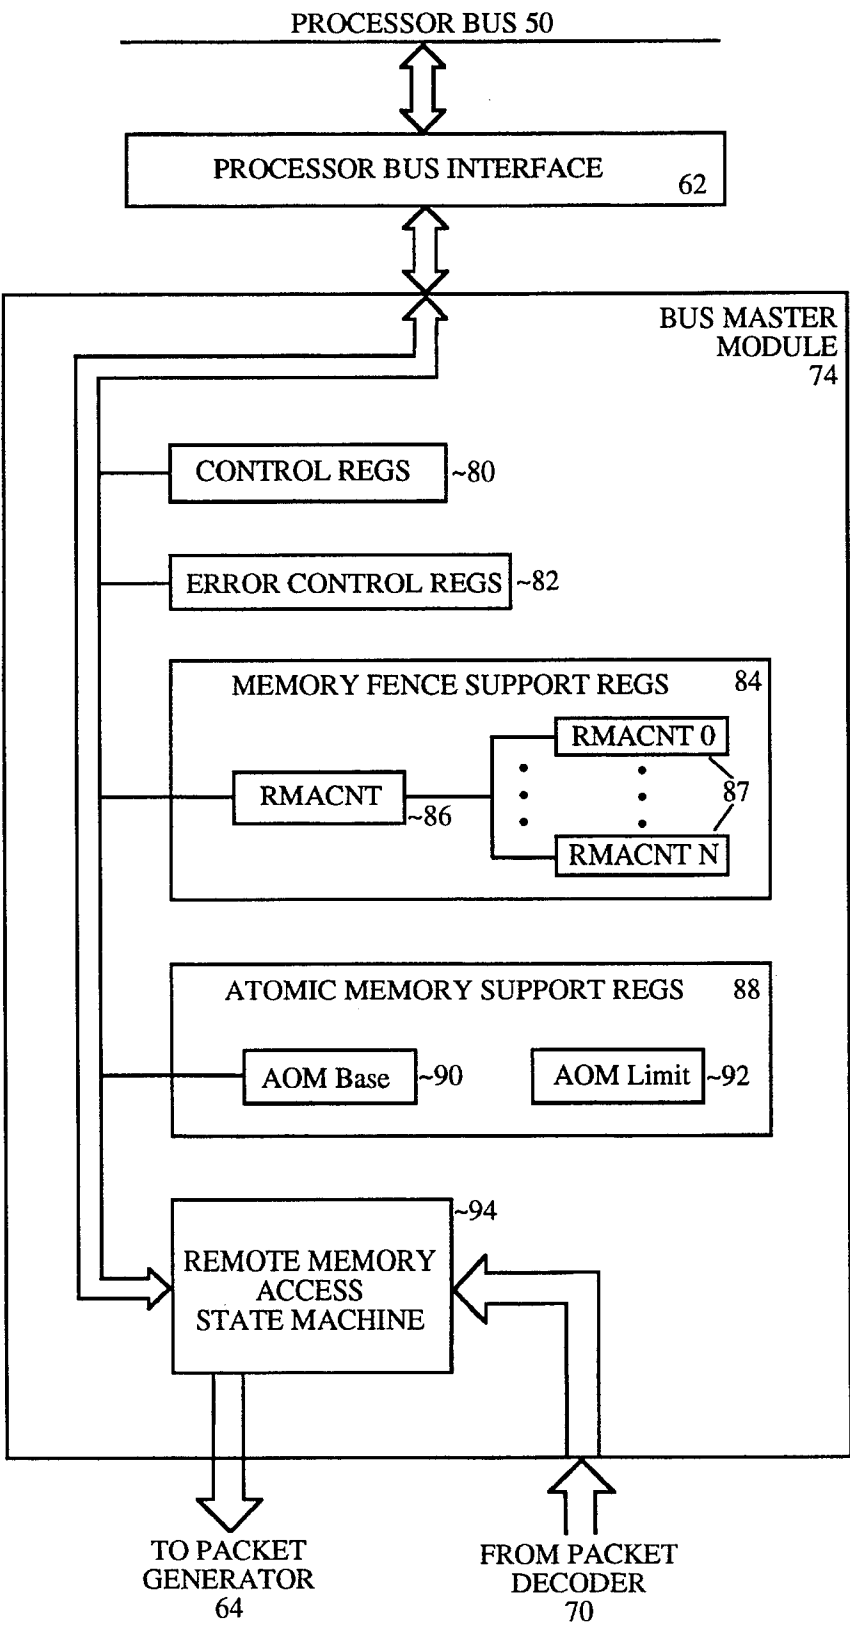 PROCESSOR BUS 50
PROCESSOR BUS INTERFACE
62
BUS MASTER
MODULE
74
CONTROL REGS
~80
ERROR CONTROL REGS
~82
MEMORY FENCE SUPPORT REGS
84
RMACNT
~86
RMACNT 0
87
RMACNT N
ATOMIC MEMORY SUPPORT REGS
88
AOM Base
~90
AOM Limit
~92
REMOTE MEMORY
ACCESS
STATE MACHINE
~94
TO PACKET
GENERATOR
64
FROM PACKET
DECODER
70